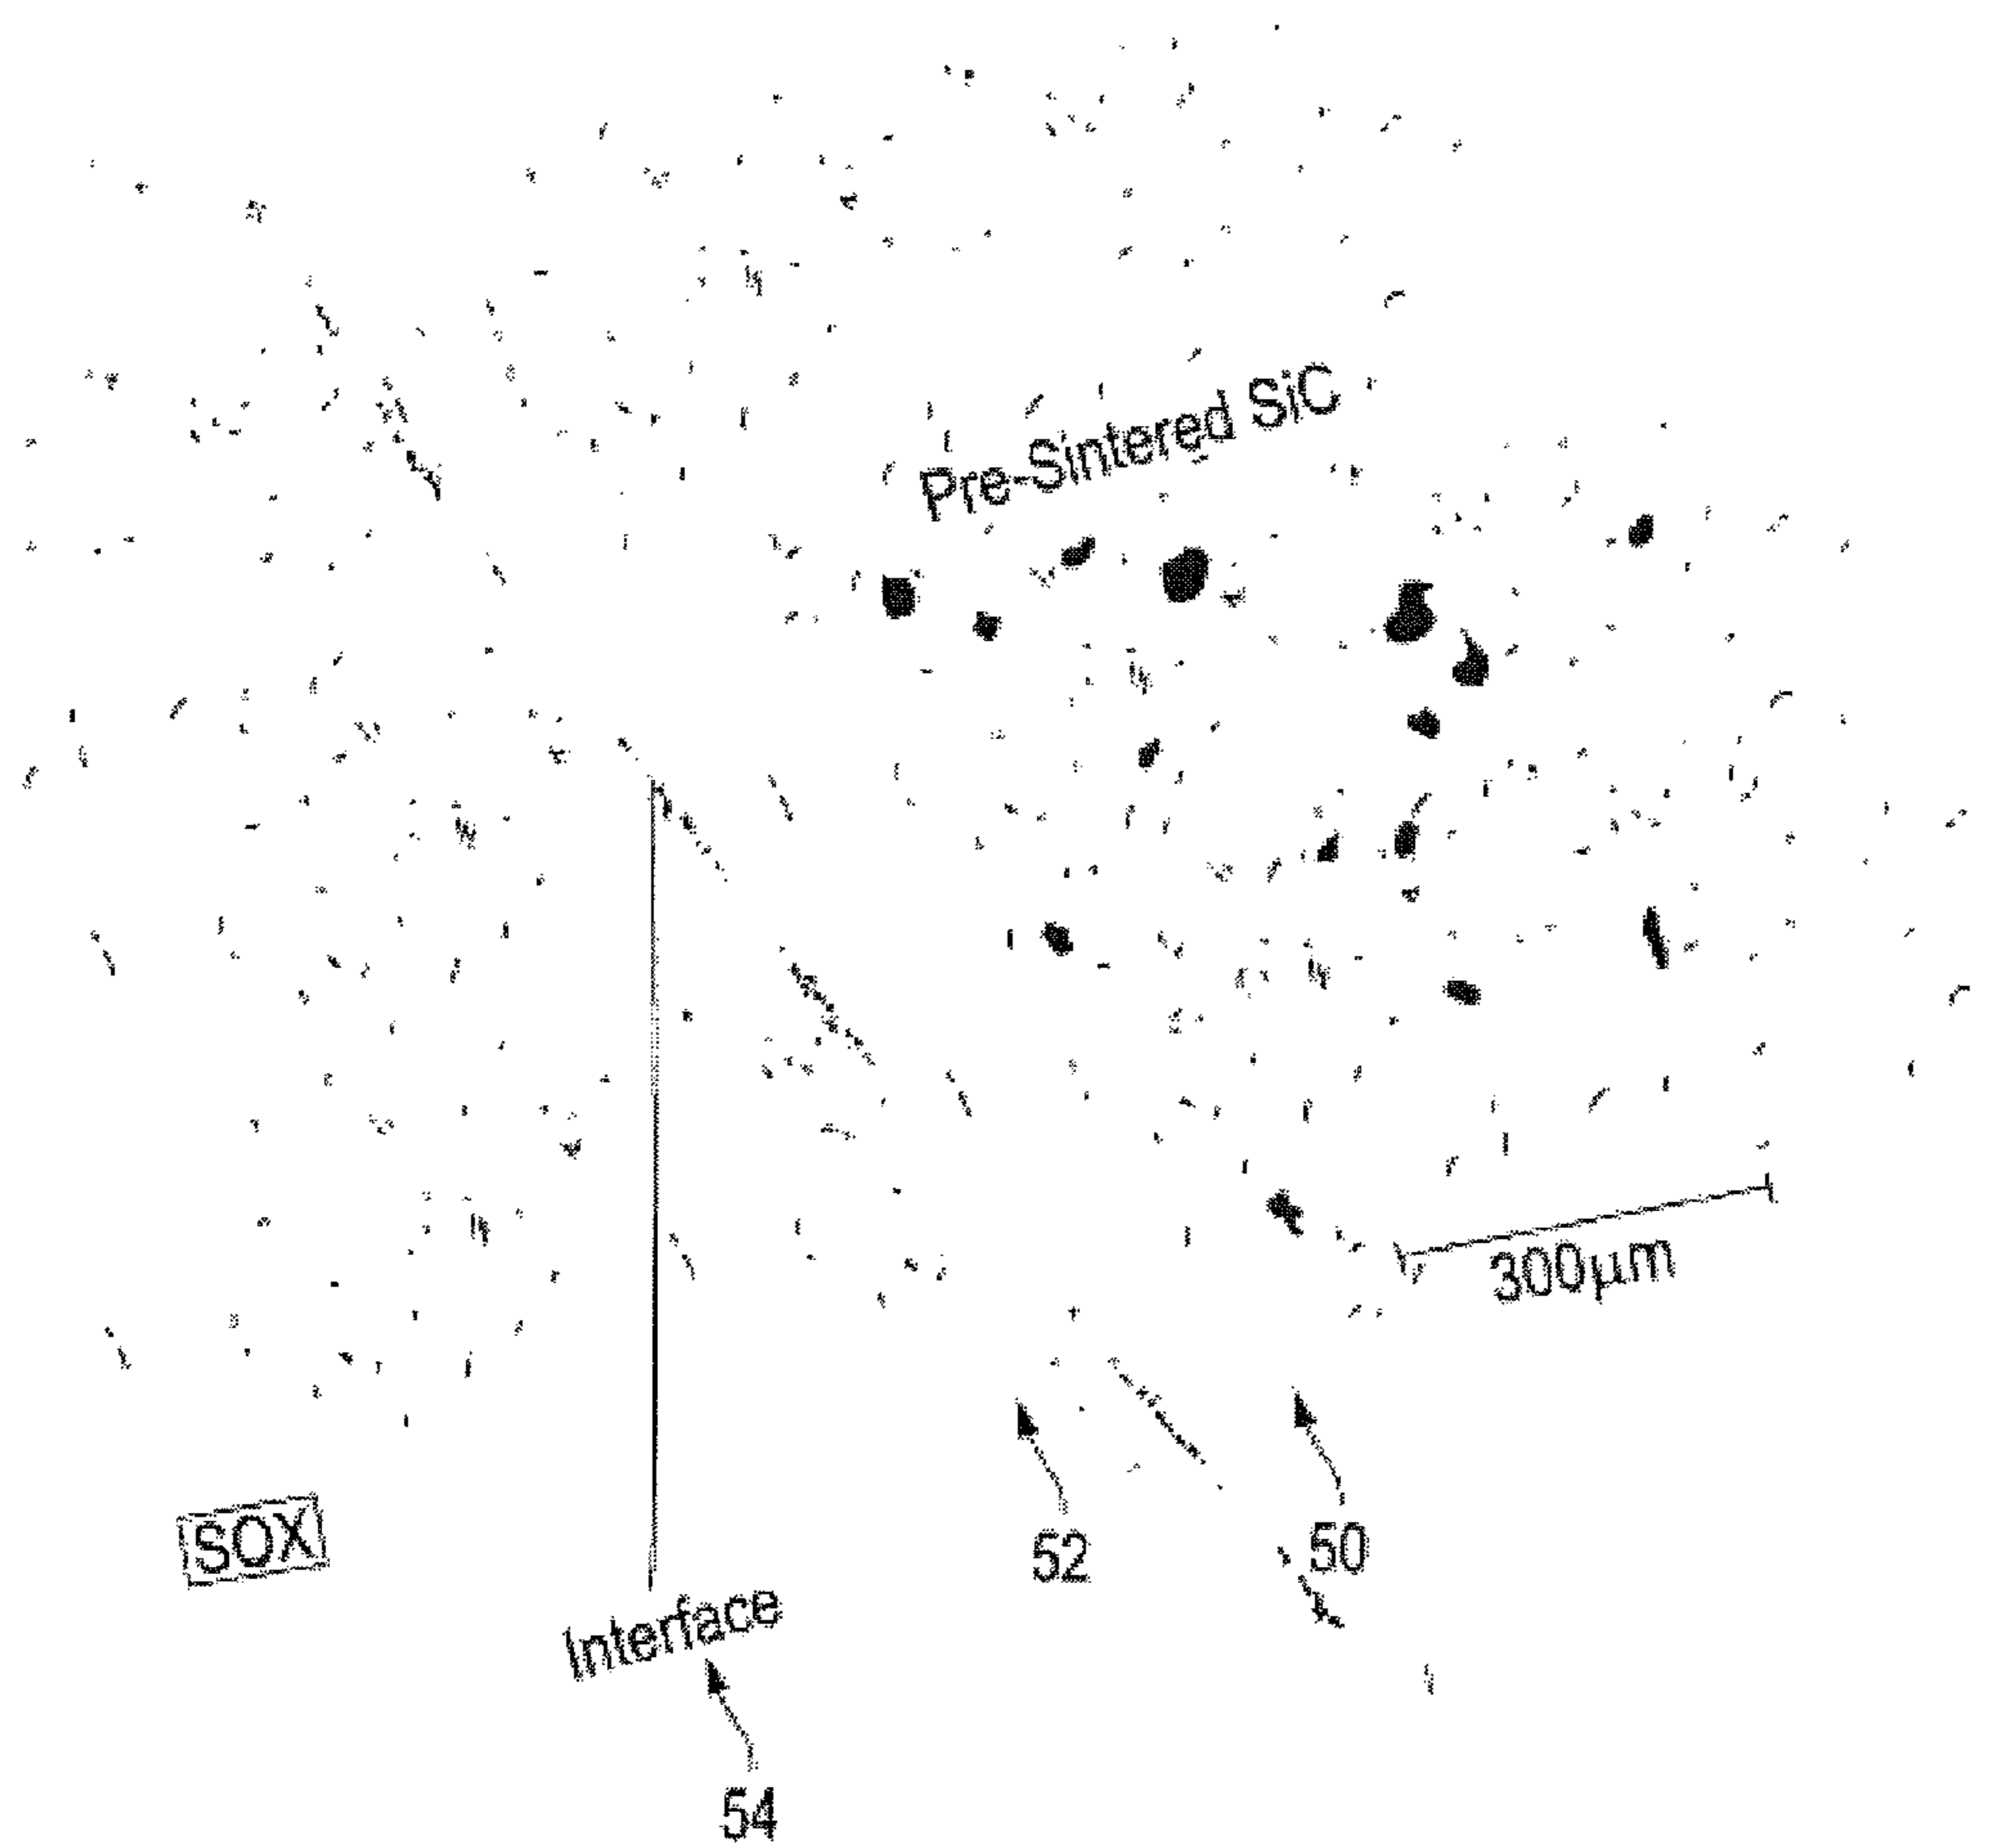 Pre-Sintered SiC
300µm
SOX
52
50
Interface
54